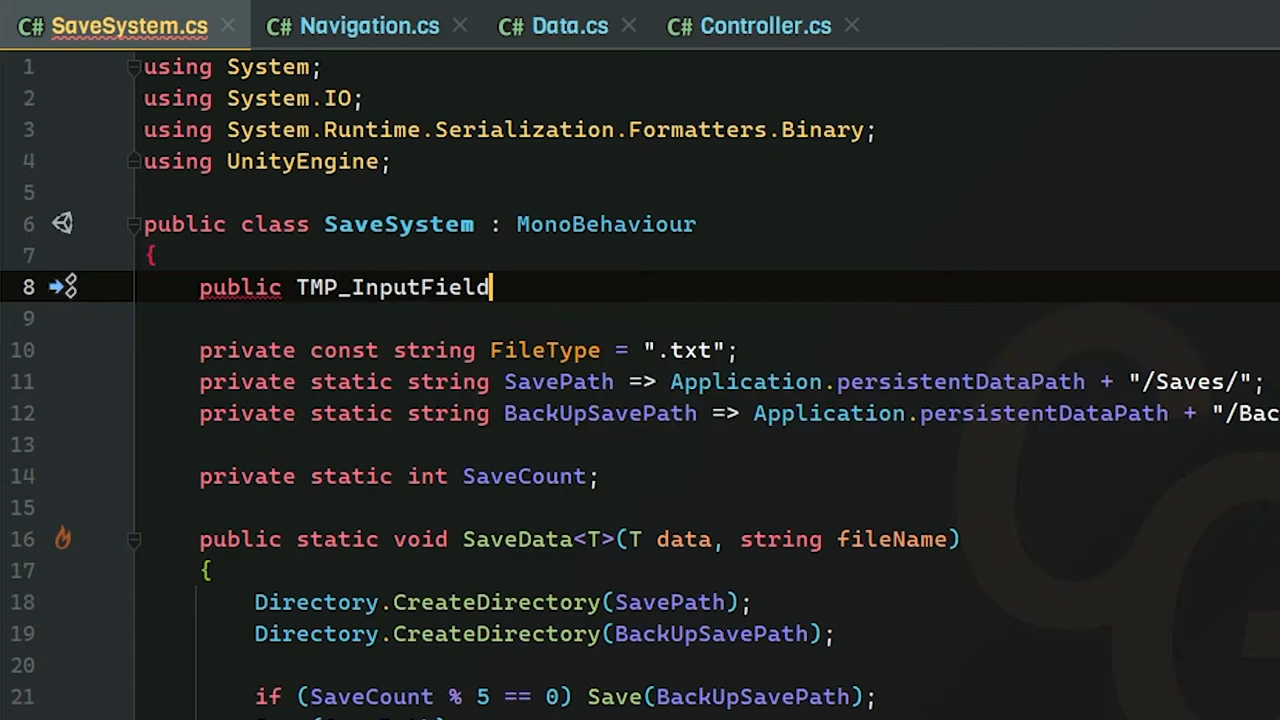 C# SaveSystem.cs C# Navigation.cs C# Data.cs C# Controller.cs
1 using System;
2 using System.IO;
3 using System.Runtime.Serialization.Formatters.Binary;
4 using UnityEngine;
5
6 public class SaveSystem : MonoBehaviour
7 {
8 public TMP_InputField
9
10 private const string FileType = ".txt";
11 private static string SavePath => Application.persistentDataPath + "/Saves/";
12 private static string BackUpSavePath => Application.persistentDataPath + "/Bac
13
14 private static int SaveCount;
15
16 public static void SaveData<T>(T data, string fileName)
17 {
18 Directory.CreateDirectory(SavePath);
19 Directory.CreateDirectory(BackUpSavePath);
20
21 if (SaveCount % 5 == 0) Save(BackUpSavePath);